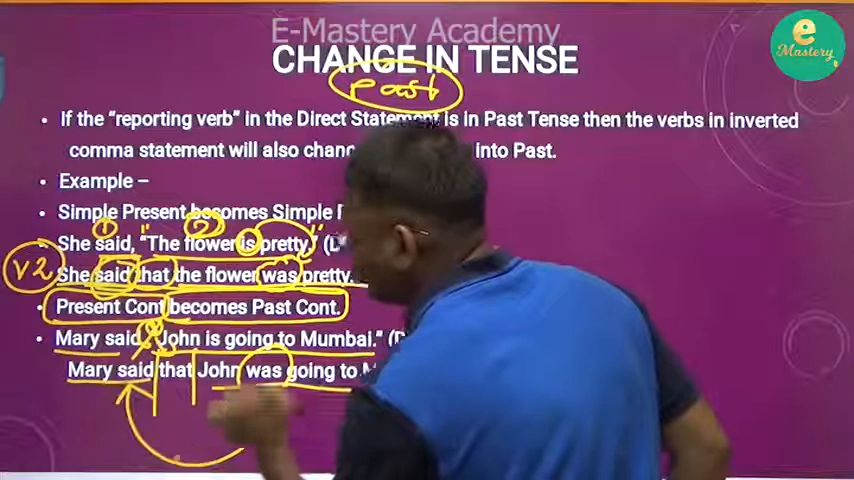 E-Mastery Academy
e
Mastery
CHANGE IN TENSE
past
If the “reporting verb” in the Direct Statement is in Past Tense then the verbs in inverted
comma statement will also into Past.
Example –
Simple Present becomes Simple
1 2
She said, “The flower is pretty.”
V2
She said that the flower was pretty.
Present Cont becomes Past Cont.
Mary said, “John is going to Mumbai.”
Mary said that John was going to